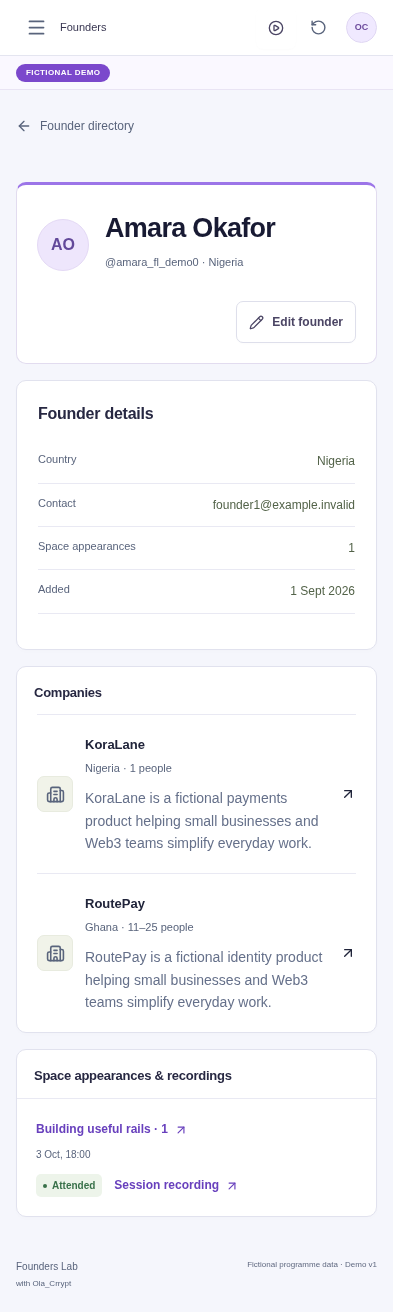 Founders
OC
FICTIONAL DEMO
Founder directory
AO
Amara Okafor
@amara_fl_demo0 · Nigeria
Edit founder
Founder details
Country Nigeria
Contact founder1@example.invalid
Space appearances 1
Added 1 Sept 2026
Companies
KoraLane
Nigeria · 1 people
KoraLane is a fictional payments
product helping small businesses and
Web3 teams simplify everyday work.
RoutePay
Ghana · 11–25 people
RoutePay is a fictional identity product
helping small businesses and Web3
teams simplify everyday work.
Space appearances & recordings
Building useful rails · 1
3 Oct, 18:00
Attended Session recording
Founders Lab Fictional programme data · Demo v1
with Ola_Crrypt